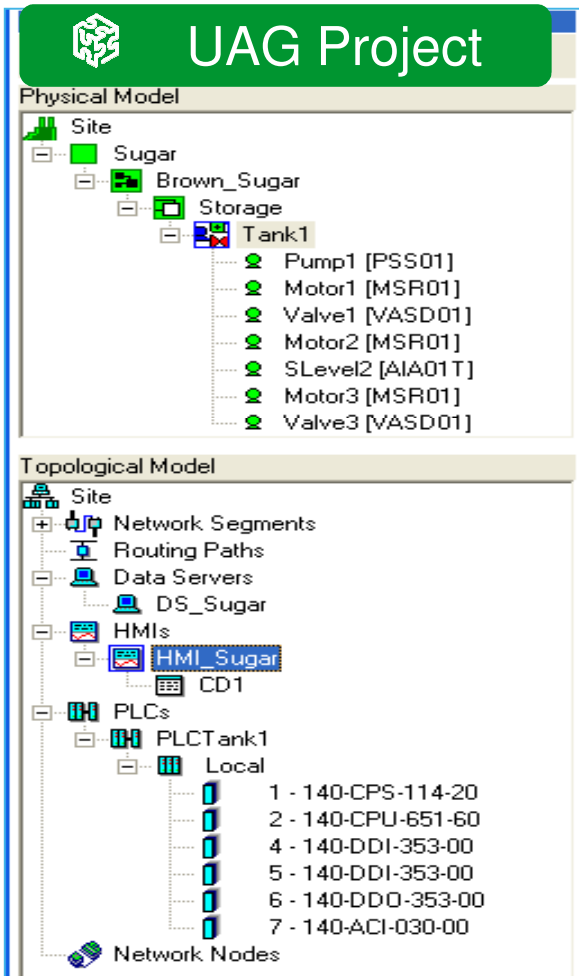 UAG Project
Physical Model
Site
Sugar
Brown_Sugar
Storage
Tank1
Pump1 [PSS01]
Motor1 [MSR01]
Valve1 [VASD01]
Motor2 [MSR01]
SLevel2 [AIA01T]
Motor3 [MSR01]
Valve3 [VASD01]
Topological Model
Site
Network Segments
Routing Paths
Data Servers
DS_Sugar
HMIs
HMI_Sugar
CD1
PLCs
PLCTank1
Local
1 - 140-CPS-114-20
2 - 140-CPU-651-60
4 - 140-DDI-353-00
5 - 140-DDI-353-00
6 - 140-DDO-353-00
7 - 140-ACI-030-00
Network Nodes